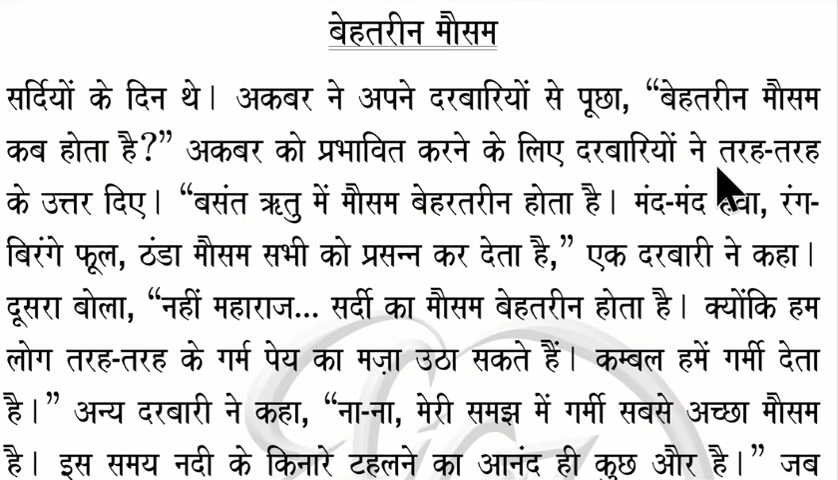 बेहतरीन मौसम
सर्दियों के दिन थे। अकबर ने अपने दरबारियों से पूछा, “बेहतरीन मौसम
कब होता है?” अकबर को प्रभावित करने के लिए दरबारियों ने तरह-तरह
के उत्तर दिए। “बसंत ऋतु में मौसम बेहरतरीन होता है। मंद-मंद हवा, रंग-
बिरंगे फूल, ठंडा मौसम सभी को प्रसन्न कर देता है,” एक दरबारी ने कहा।
दूसरा बोला, “नहीं महाराज... सर्दी का मौसम बेहतरीन होता है। क्योंकि हम
लोग तरह-तरह के गर्म पेय का मज़ा उठा सकते हैं। कम्बल हमें गर्मी देता
है।” अन्य दरबारी ने कहा, “ना-ना, मेरी समझ में गर्मी सबसे अच्छा मौसम
है। इस समय नदी के किनारे टहलने का आनंद ही कुछ और है।” जब